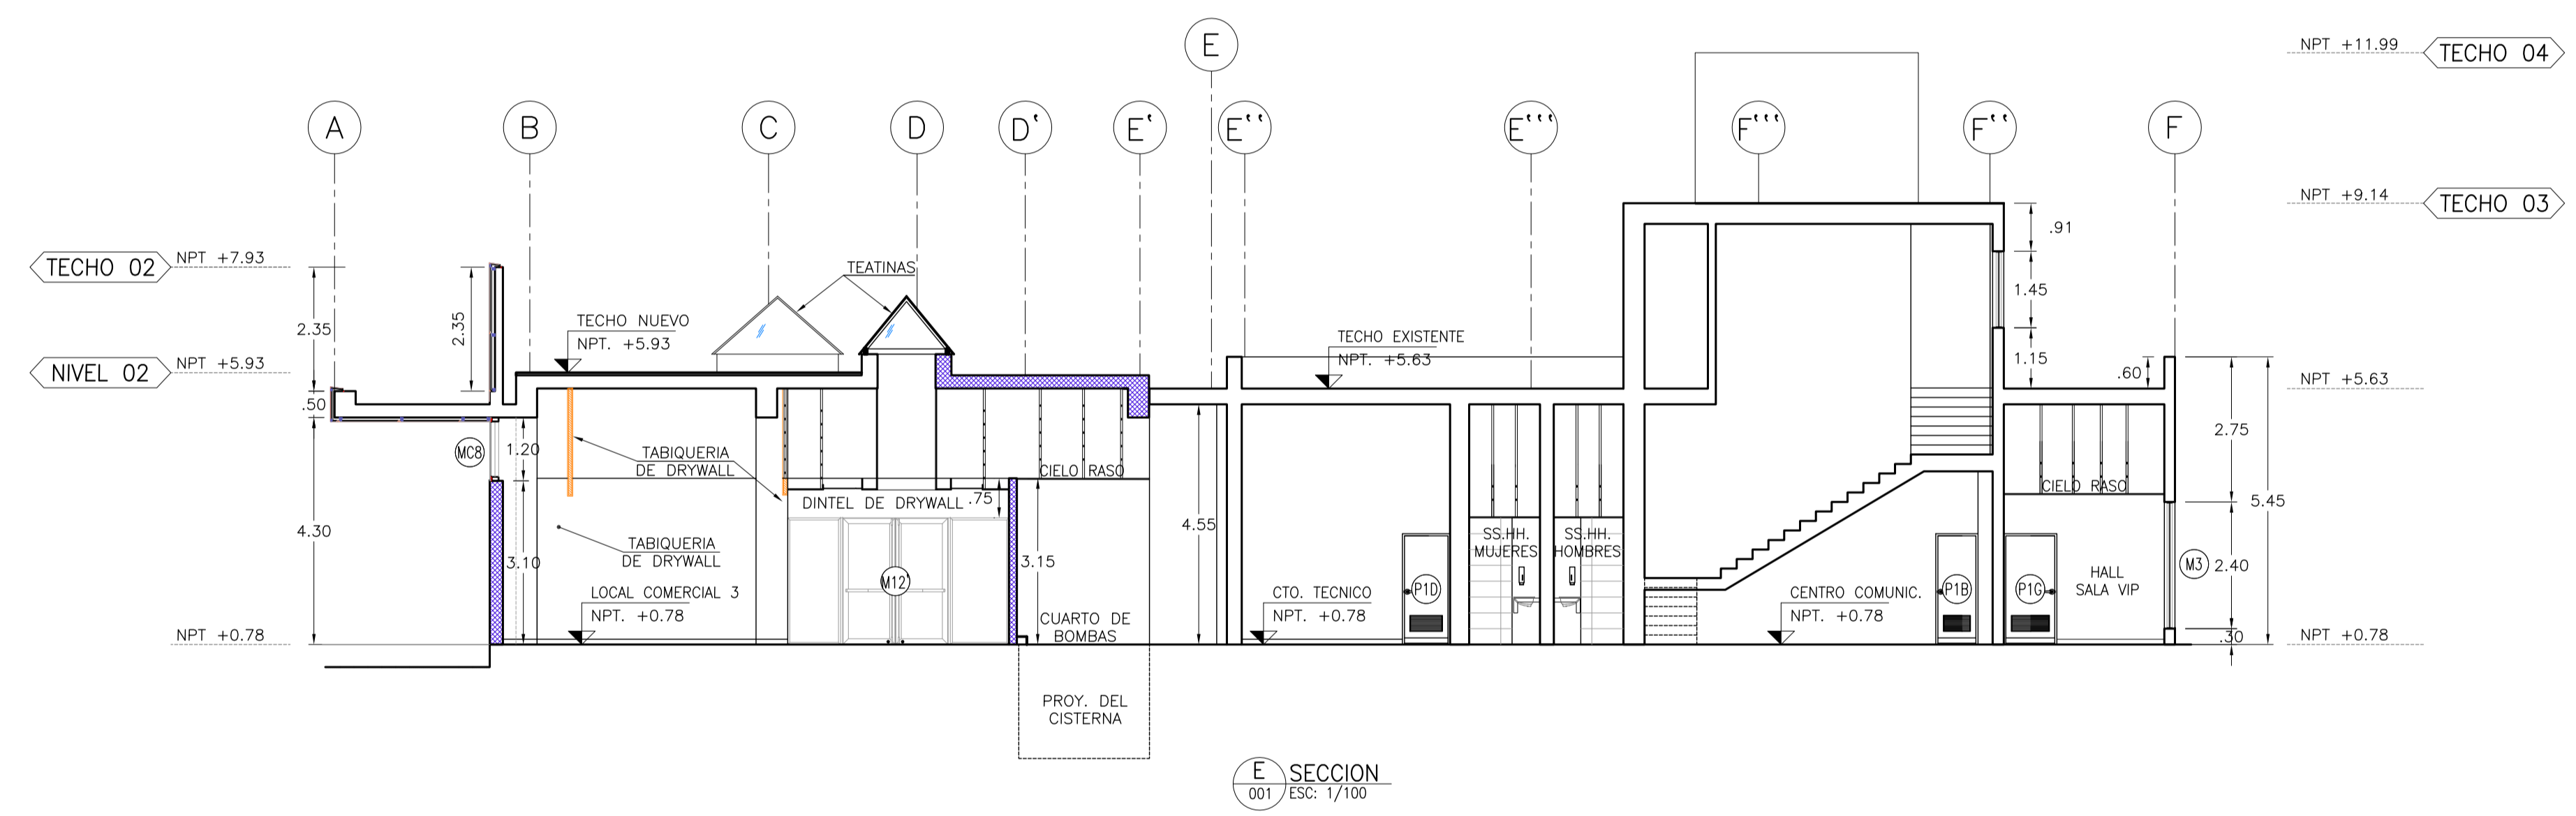 E
NPT +11.99
TECHO 04
A
B
C
D
D'
E'
E''
E'''
F'''
F''
F
NPT +9.14
TECHO 03
TECHO 02
NPT +7.93
TEATINAS
.91
1.45
1.15
2.35
2.35
TECHO NUEVO
NPT. +5.93
TECHO EXISTENTE
NPT. +5.63
NIVEL 02
NPT +5.93
.60
NPT +5.63
.50
MC8
1.20
TABIQUERIA
DE DRYWALL
CIELO RASO
DINTEL DE DRYWALL
.75
4.30
3.10
TABIQUERIA
DE DRYWALL
M12'
3.15
4.55
SS.HH.
MUJERES
SS.HH.
HOMBRES
CIELO RASO
2.75
5.45
LOCAL COMERCIAL 3
NPT. +0.78
CUARTO DE
BOMBAS
CTO. TECNICO
NPT. +0.78
P1D
CENTRO COMUNIC.
NPT. +0.78
P1B
P1G
HALL
SALA VIP
M3
2.40
.30
NPT +0.78
NPT +0.78
PROY. DEL
CISTERNA
E
001
SECCION
ESC: 1/100